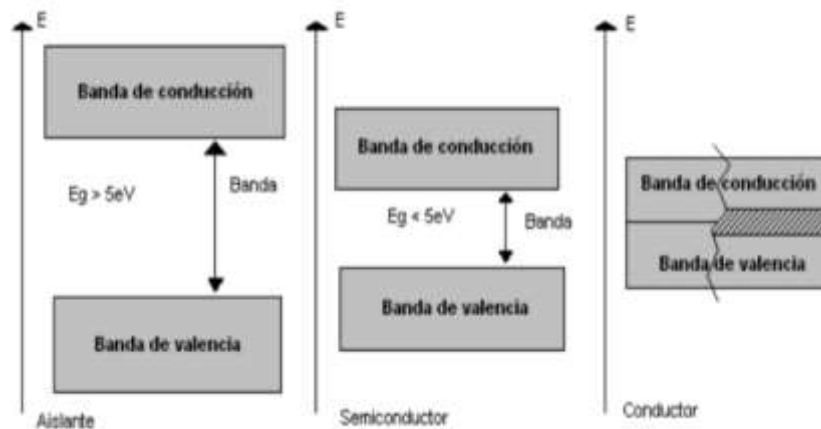 E
Banda de conducción
Eg > 5eV
Banda
Banda de valencia
Aislante
E
Banda de conducción
Eg < 5eV
Banda
Banda de valencia
Semiconductor
E
Banda de conducción
Banda de valencia
Conductor